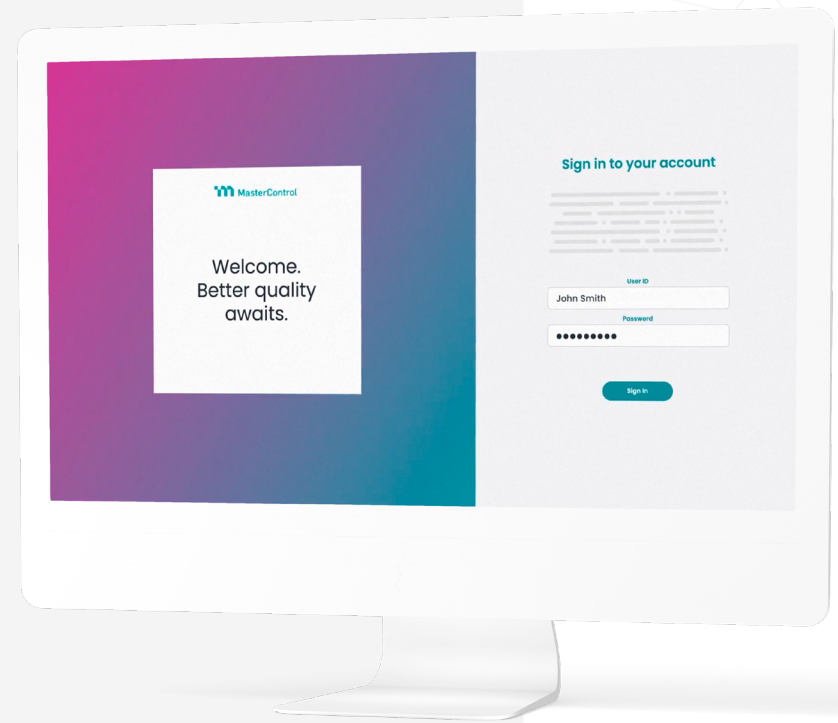 MasterControl
Welcome.
Better quality
awaits.
Sign in to your account
User ID
John Smith
Password
Sign In